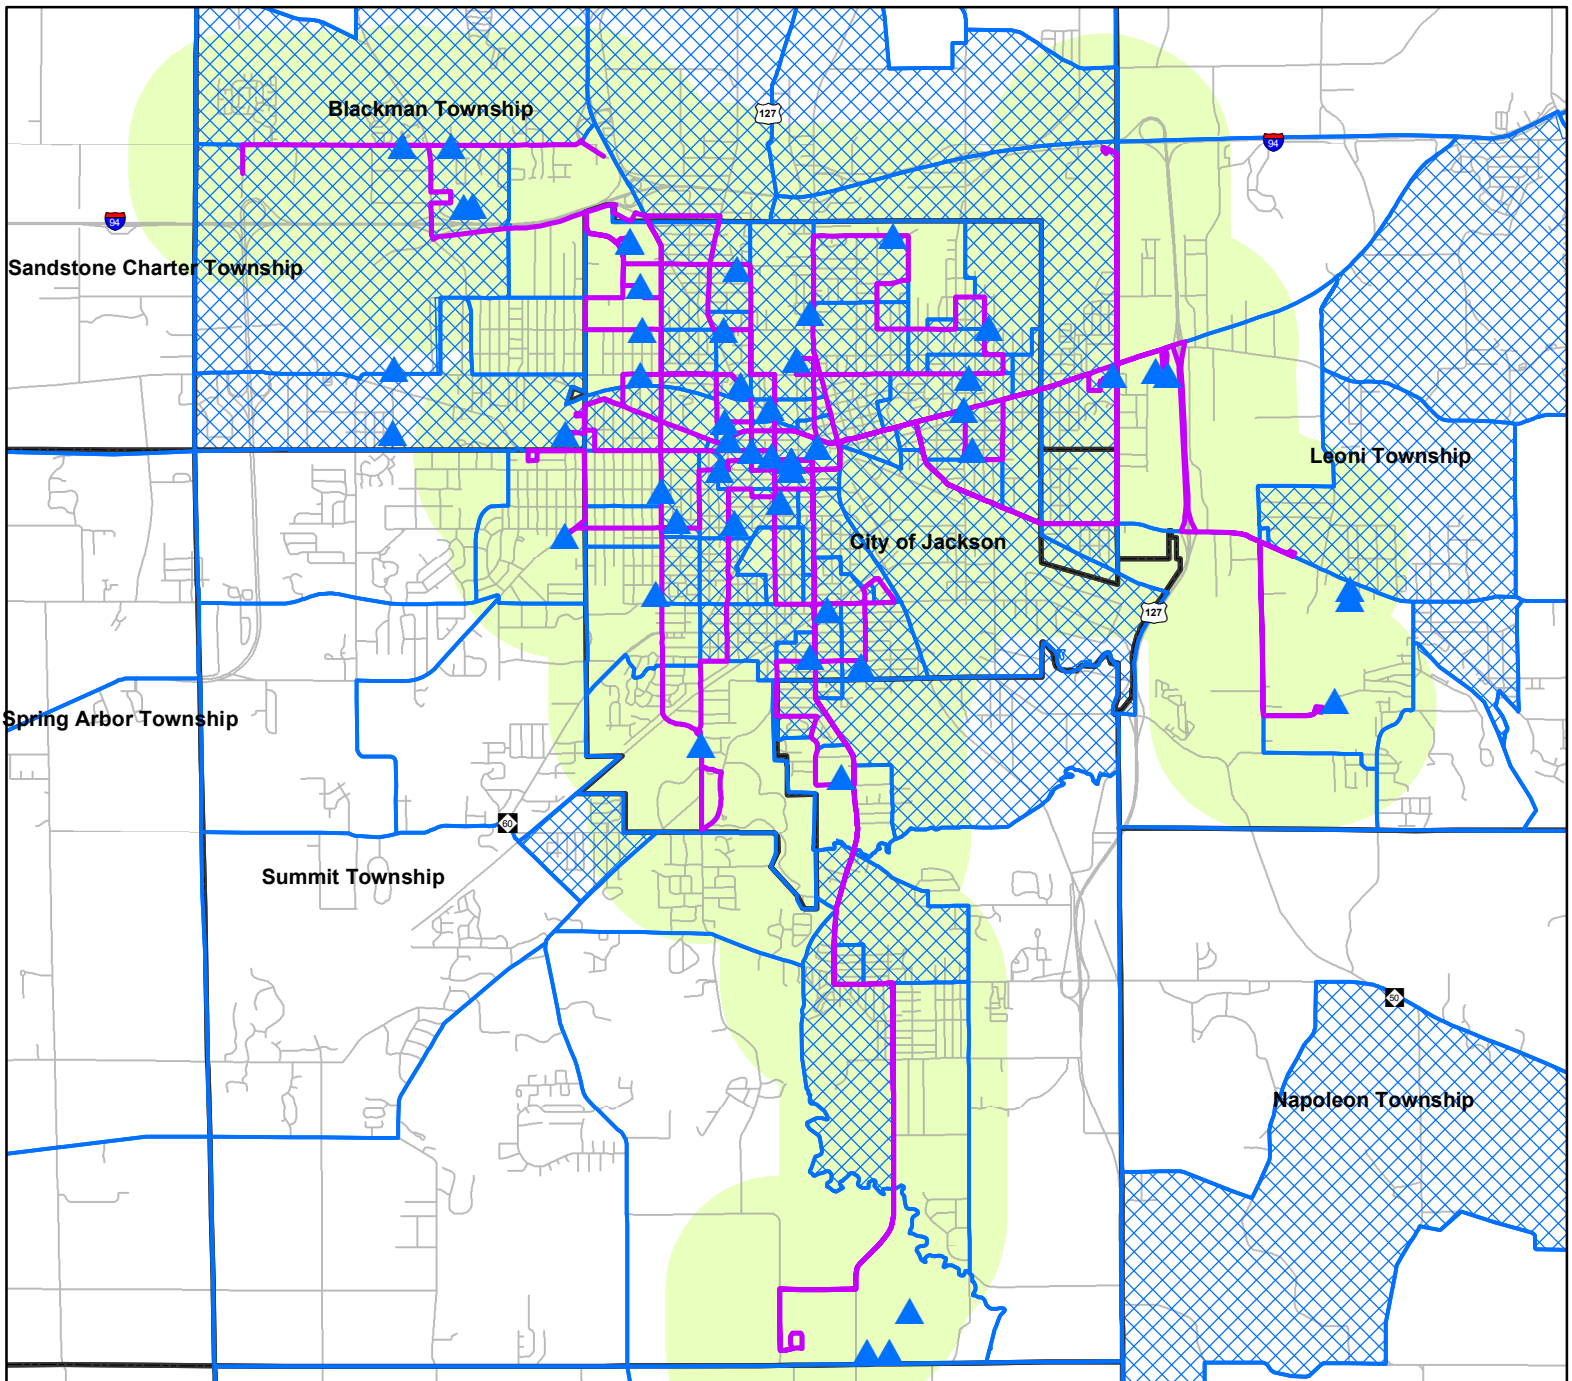 Blackman Township
127
94
94
Sandstone Charter Township
Leoni Township
City of Jackson
127
Spring Arbor Township
60
Summit Township
50
Napoleon Township